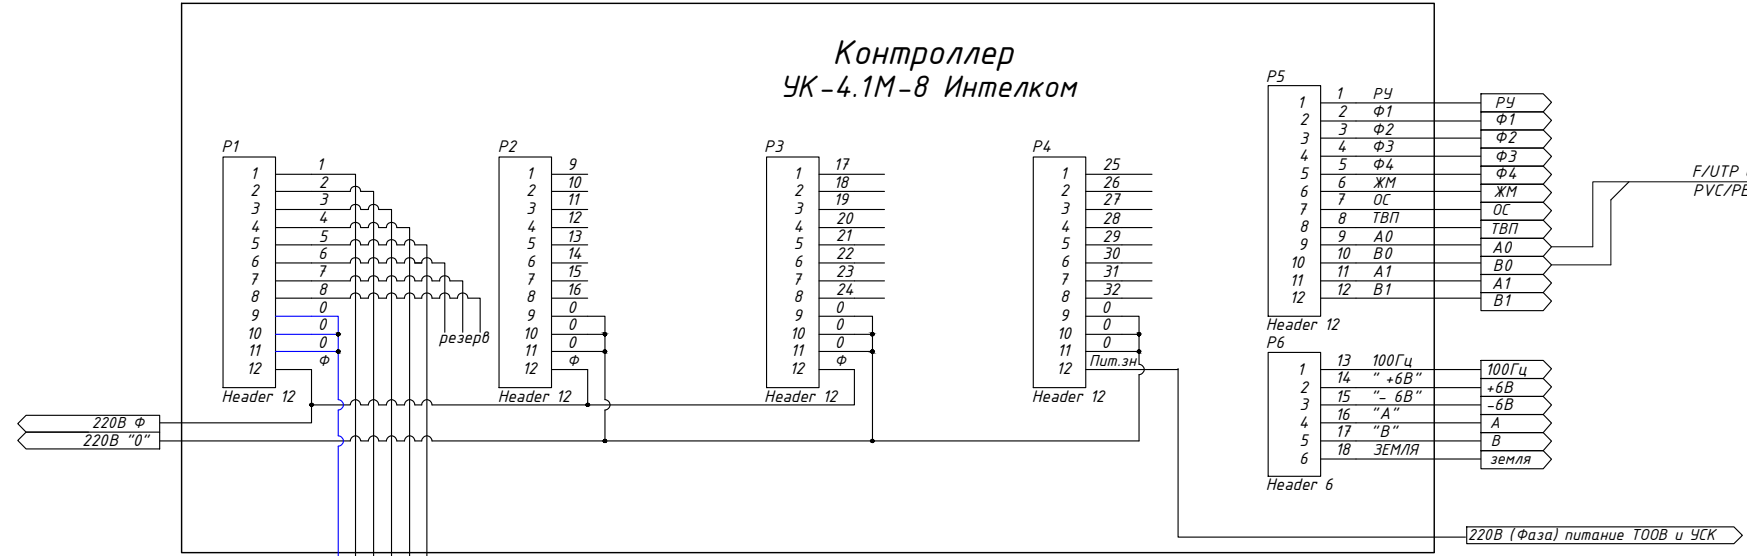 Контроллер
УК-4.1М-8 Интелком
P1
1 1
2 2
3 3
4 4
5 5
6 6
7 7
8 8
9 0
10 0
11 0
12 Ф
Header 12
резерв
P2
1 9
2 10
3 11
4 12
5 13
6 14
7 15
8 16
9 0
10 0
11 0
12 Ф
Header 12
P3
1 17
2 18
3 19
4 20
5 21
6 22
7 23
8 24
9 0
10 0
11 0
12 Ф
Header 12
P4
1 25
2 26
3 27
4 28
5 29
6 30
7 31
8 32
9 0
10 0
11 0
12 Пит.зн
Header 12
P5
1 1 РУ РУ
2 2 Ф1 Ф1
3 3 Ф2 Ф2
4 4 Ф3 Ф3
5 5 Ф4 Ф4
6 6 ЖМ ЖМ
7 7 ОС ОС
8 8 ТВП ТВП
9 9 А0 А0
10 10 В0 В0
11 11 А1 А1
12 12 В1 В1
Header 12
F/UTP
PVC/PE
P6
1 13 100Гц 100Гц
2 14 " +6В" +6В
3 15 "- 6В" -6В
4 16 "А" А
5 17 "В" В
6 18 ЗЕМЛЯ земля
Header 6
220В Ф
220В "0"
220В (Фаза) питание ТООВ и УСК